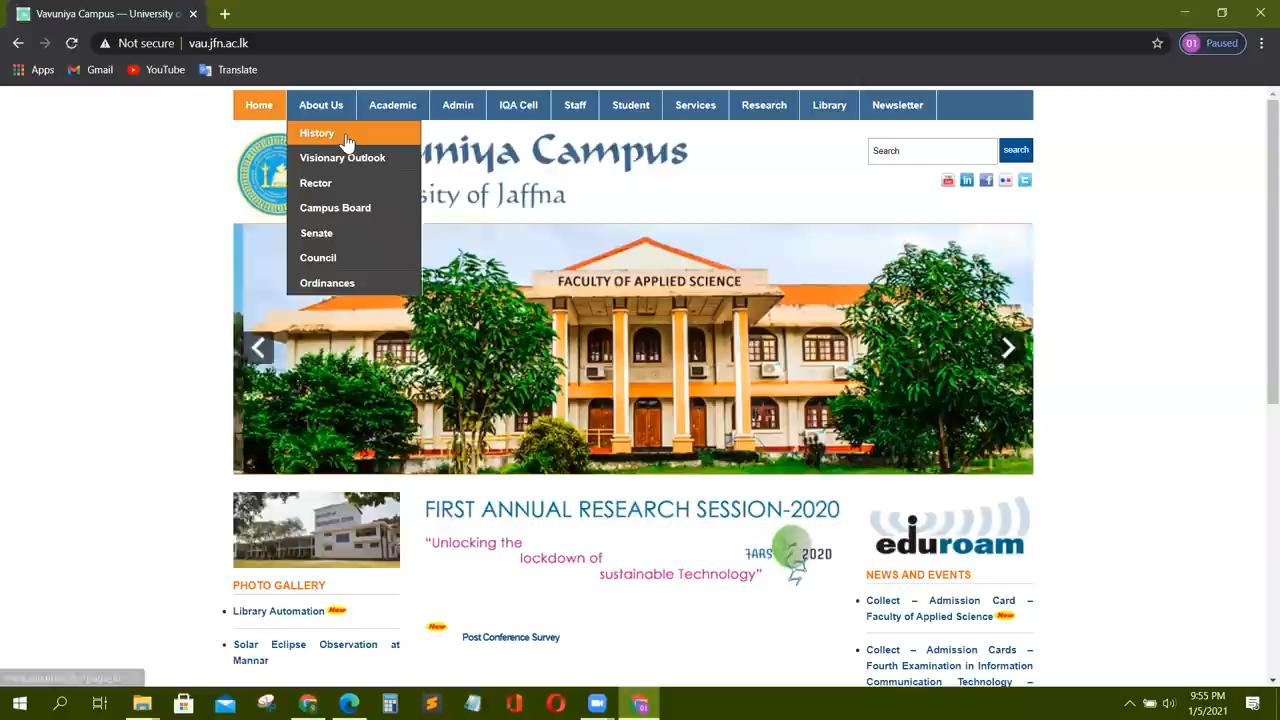 Vavuniya Campus — University o
Not secure | vau.jfn.ac.lk
01 Paused
Apps Gmail YouTube Translate
Home About Us Academic Admin IQA Cell Staff Student Services Research Library Newsletter
History
Visionary Outlook
Rector
Campus Board
Senate
Council
Ordinances
uniya Campus
sity of Jaffna
Search search
FACULTY OF APPLIED SCIENCE
PHOTO GALLERY
Library Automation New
Solar Eclipse Observation at
Mannar
FIRST ANNUAL RESEARCH SESSION-2020
“Unlocking the
lockdown of
sustainable Technology”
FARS 2020
New
Post Conference Survey
eduroam
NEWS AND EVENTS
Collect – Admission Card –
Faculty of Applied Science New
Collect – Admission Cards –
Fourth Examination in Information
Communication Technology –
9:55 PM
1/5/2021